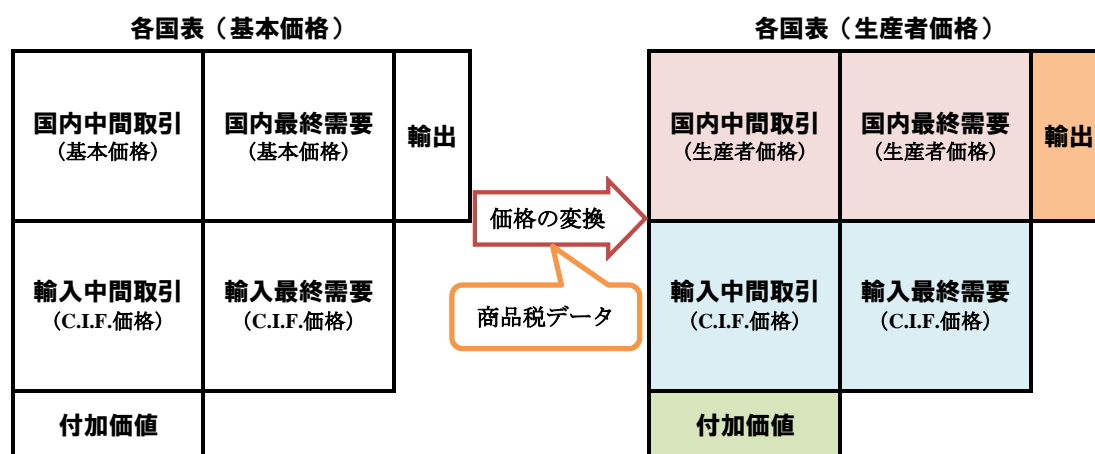 各国表（基本価格）
国内中間取引
（基本価格）
国内最終需要
（基本価格）
輸出
輸入中間取引
（C.I.F.価格）
輸入最終需要
（C.I.F.価格）
付加価値
価格の変換
商品税データ
各国表（生産者価格）
国内中間取引
（生産者価格）
国内最終需要
（生産者価格）
輸出
輸入中間取引
（C.I.F.価格）
輸入最終需要
（C.I.F.価格）
付加価値